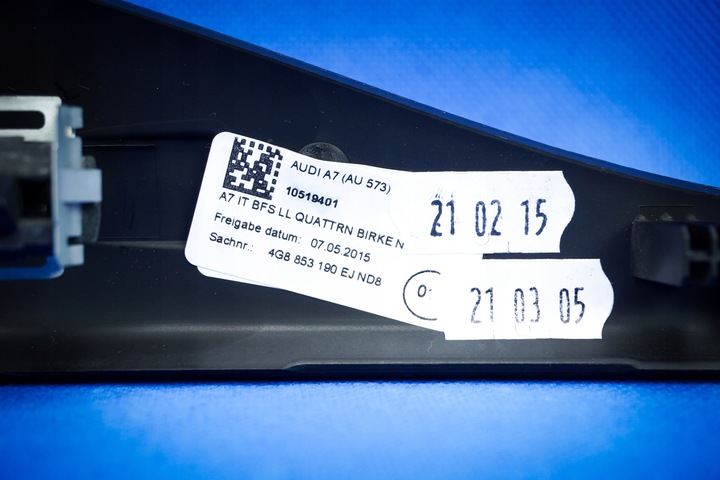 AUDI A7 (AU 573)
10519401
A7 IT BFS LL QUATTRN BIRKE N
Freigabe datum: 07.05.2015
Sachnr.: 4G8 853 190 EJ ND8
21 02 15
21 03 05